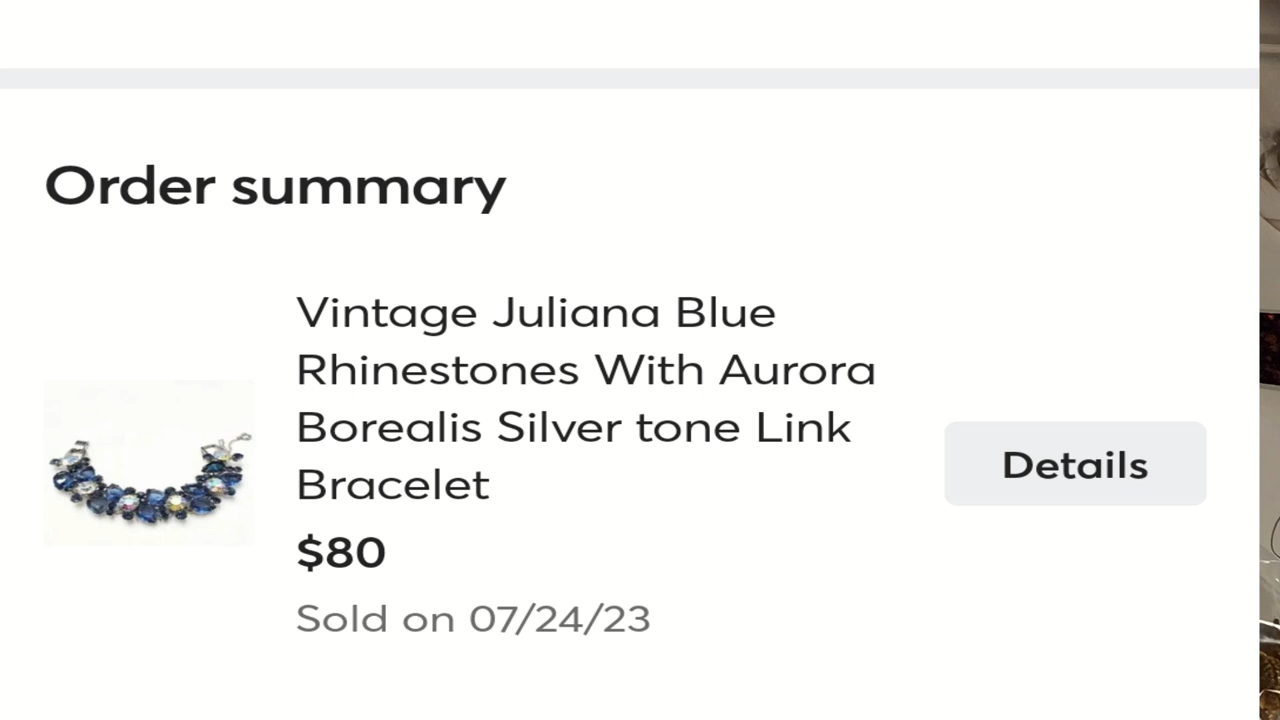 Order summary
Vintage Juliana Blue
Rhinestones With Aurora
Borealis Silver tone Link
Bracelet
$80
Sold on 07/24/23
Details